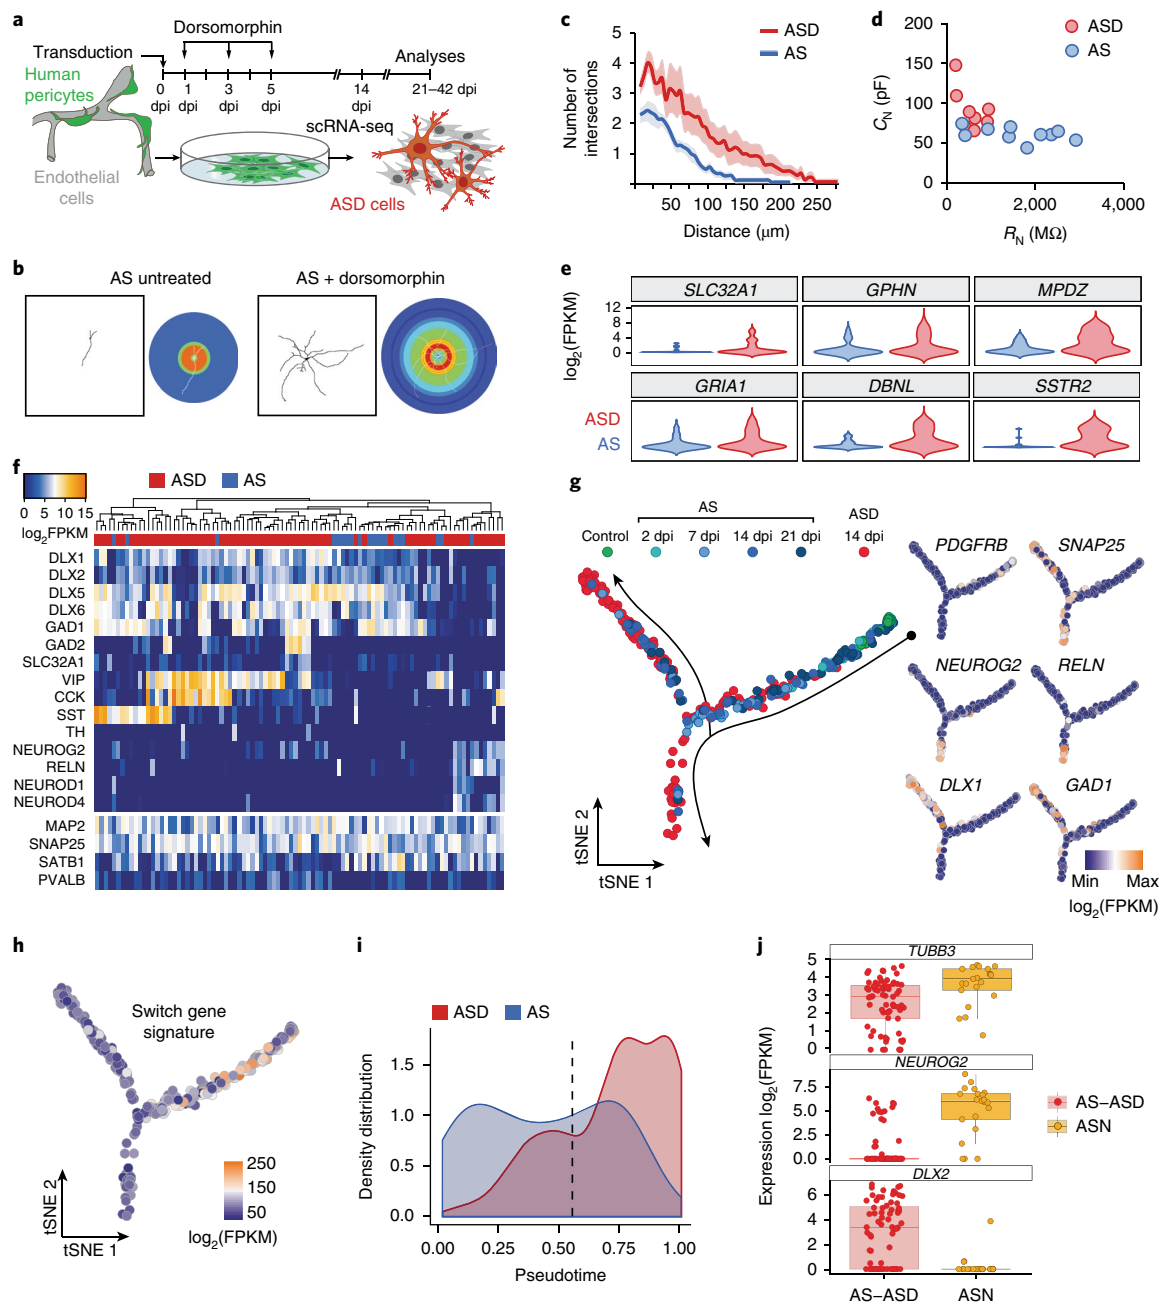 a
Dorsomorphin
Transduction
Human
pericytes
Endothelial
cells
0 1 3 5 14 21–42 dpi
dpi dpi dpi dpi dpi
Analyses
scRNA-seq
ASD cells
b
AS untreated
AS + dorsomorphin
c
Number of
intersections
5
4
3
2
1
50 100 150 200 250
Distance (μm)
ASD
AS
d
C_N (pF)
200
150
100
50
0
0 2,000 4,000
R_N (MΩ)
ASD
AS
e
log2(FPKM)
12
8
4
0
SLC32A1 GPHN MPDZ
GRIA1 DBNL SSTR2
ASD
AS
f
0 5 10 15
log2FPKM
ASD AS
DLX1
DLX2
DLX5
DLX6
GAD1
GAD2
SLC32A1
VIP
CCK
SST
TH
NEUROG2
RELN
NEUROD1
NEUROD4
MAP2
SNAP25
SATB1
PVALB
g
AS ASD
Control 2 dpi 7 dpi 14 dpi 21 dpi 14 dpi
tSNE 2
tSNE 1
PDGFRB SNAP25
NEUROG2 RELN
DLX1 GAD1
Min Max
log2(FPKM)
h
Switch gene
signature
tSNE 2
tSNE 1
250
150
50
log2(FPKM)
i
ASD AS
Density distribution
1.5
1.0
0.5
0.0
0.00 0.25 0.50 0.75 1.00
Pseudotime
j
Expression log2(FPKM)
TUBB3
5
4
3
2
1
0
NEUROG2
7.5
5.0
2.5
0.0
DLX2
6
4
2
0
AS–ASD ASN
AS–ASD
ASN